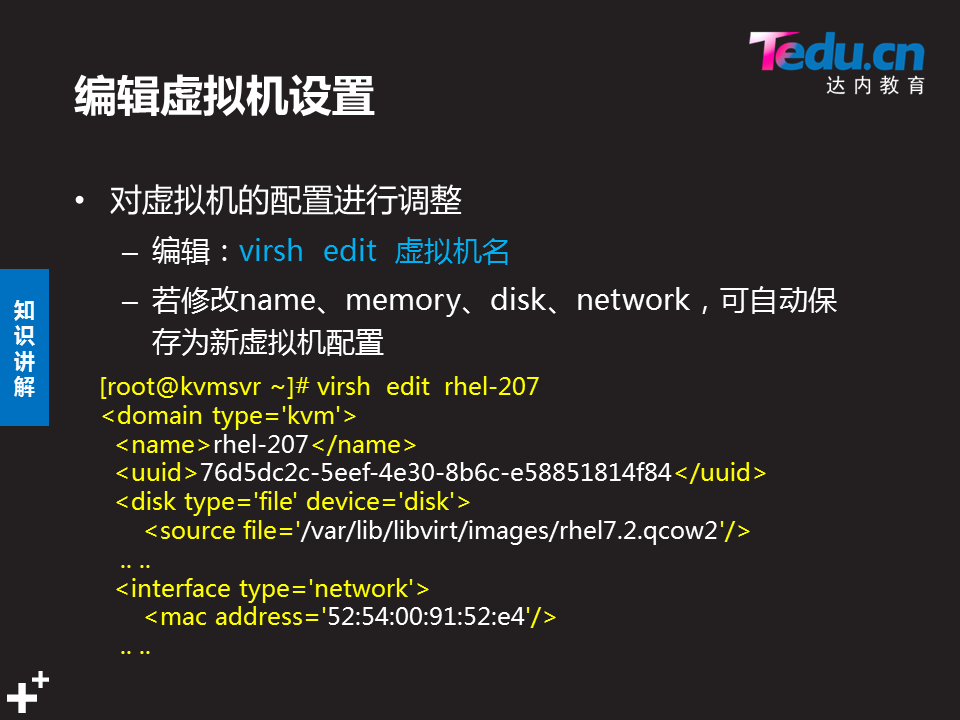 Tedu.cn
达内教育
编辑虚拟机设置
• 对虚拟机的配置进行调整
– 编辑：virsh edit 虚拟机名
– 若修改name、memory、disk、network，可自动保
存为新虚拟机配置
知
识
讲
解
[root@kvmsvr ~]# virsh edit rhel-207
<domain type='kvm'>
<name>rhel-207</name>
<uuid>76d5dc2c-5eef-4e30-8b6c-e58851814f84</uuid>
<disk type='file' device='disk'>
<source file='/var/lib/libvirt/images/rhel7.2.qcow2'/>
.. ..
<interface type='network'>
<mac address='52:54:00:91:52:e4'/>
.. ..